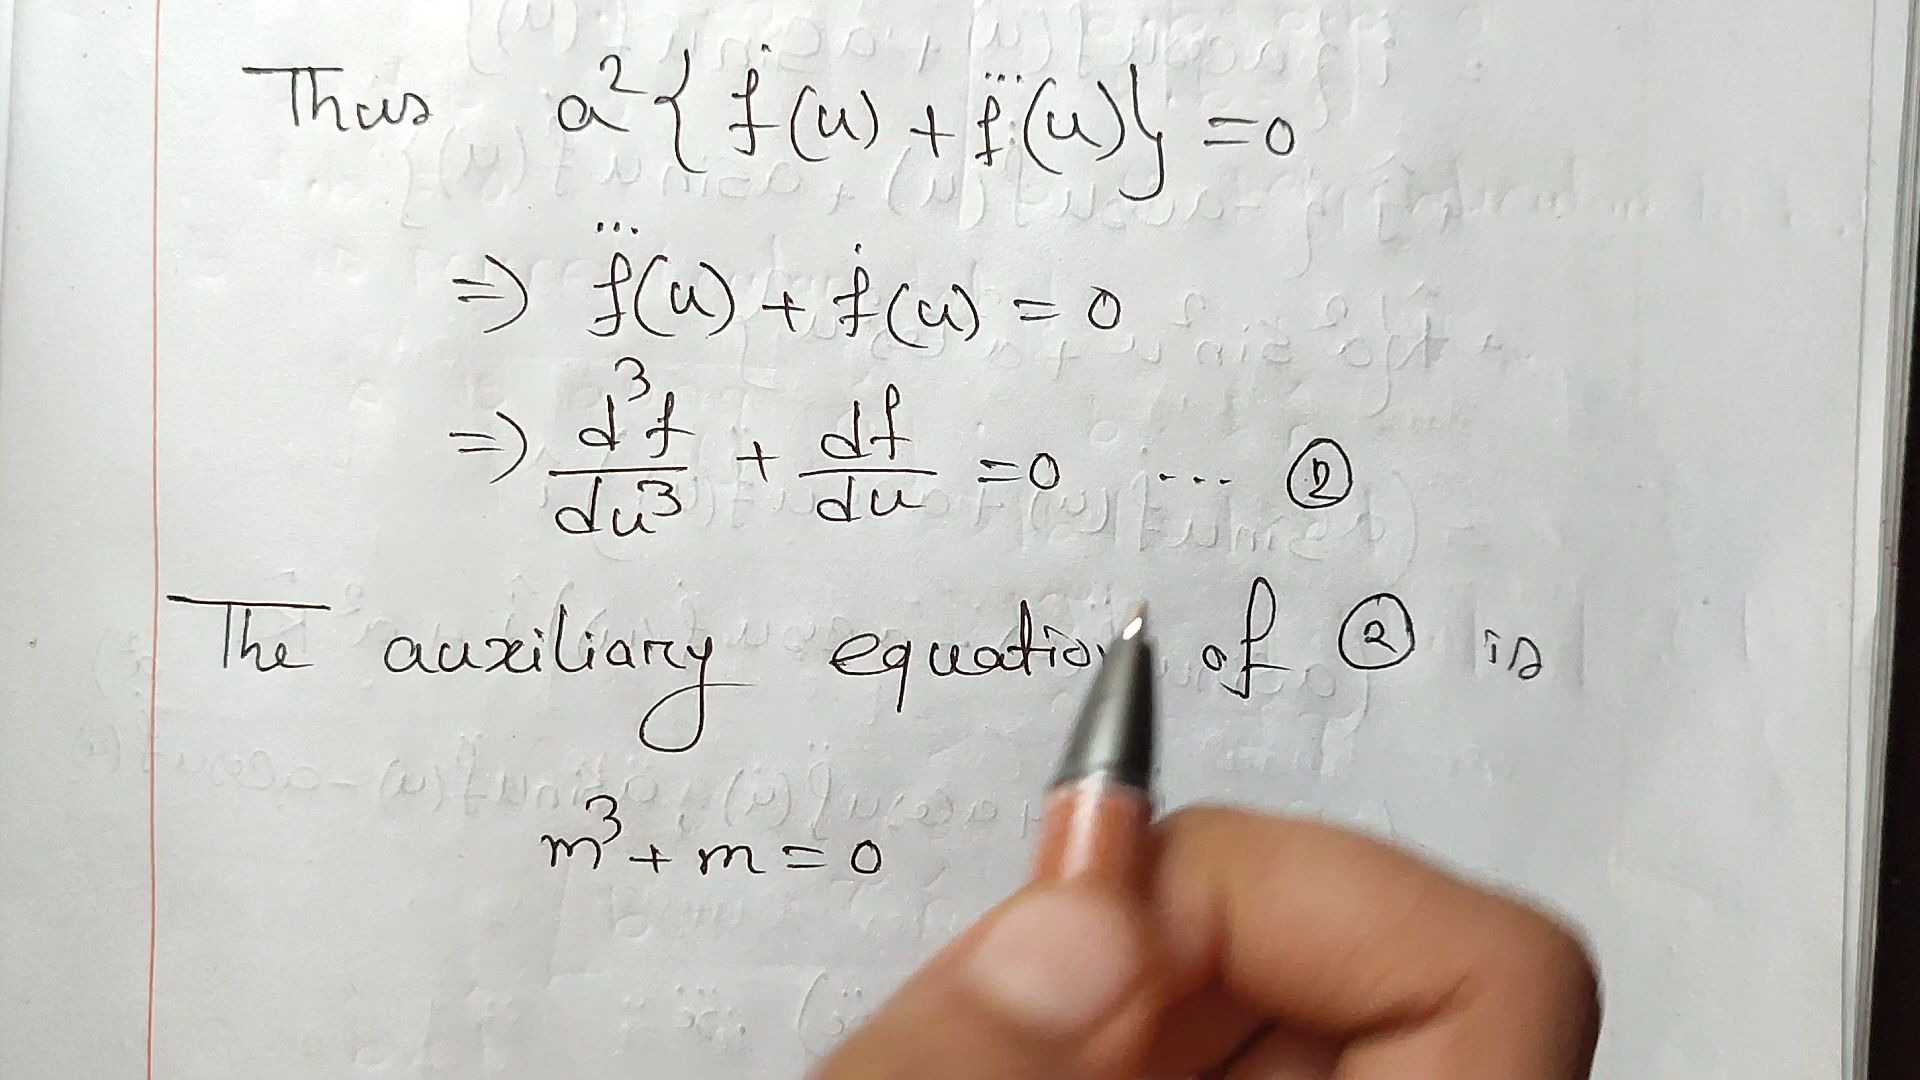 Thus a²{ḟ(u) + f⃛(u)} = 0
⇒ f⃛(u) + ḟ(u) = 0
⇒ d³f/du³ + df/du = 0 ... ②
The auxiliary equation of ② is
m³ + m = 0